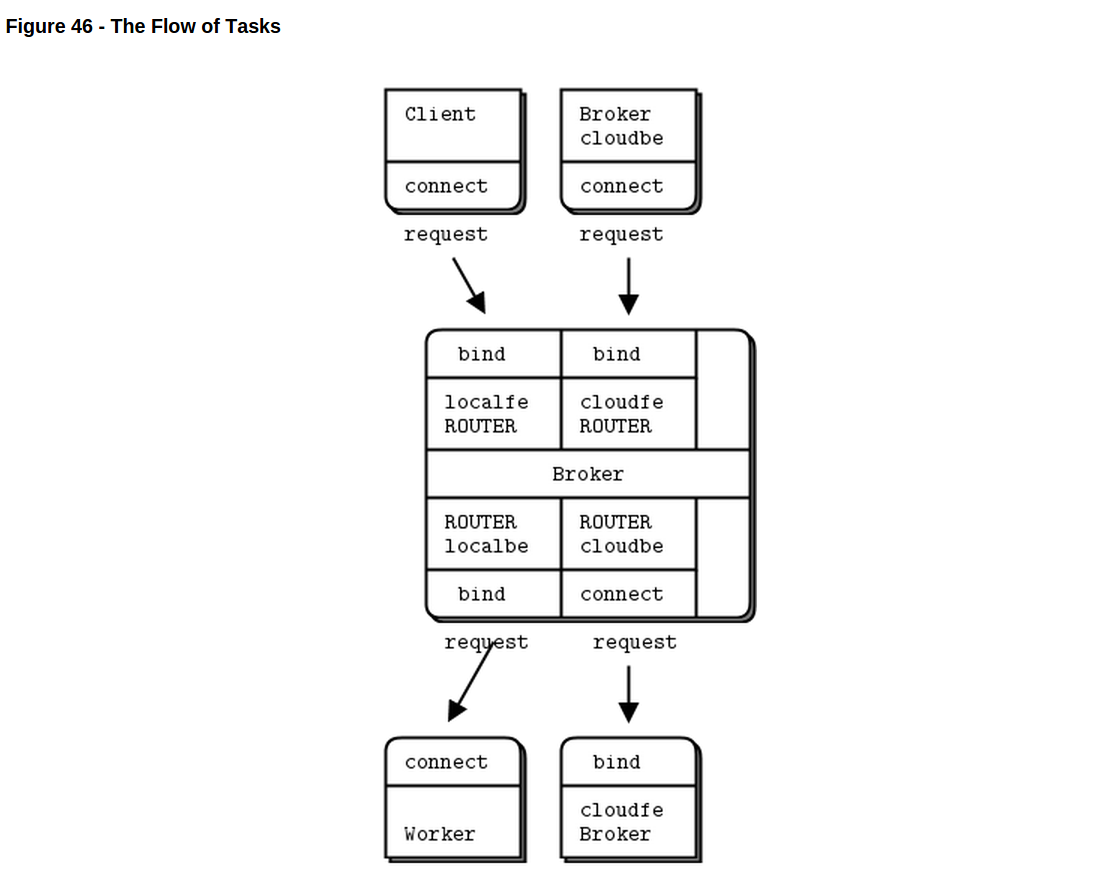 Figure 46 - The Flow of Tasks
Client
Broker
cloudbe
connect
connect
request
request
bind
bind
localfe
ROUTER
cloudfe
ROUTER
Broker
ROUTER
localbe
ROUTER
cloudbe
bind
connect
request
request
connect
bind
Worker
cloudfe
Broker